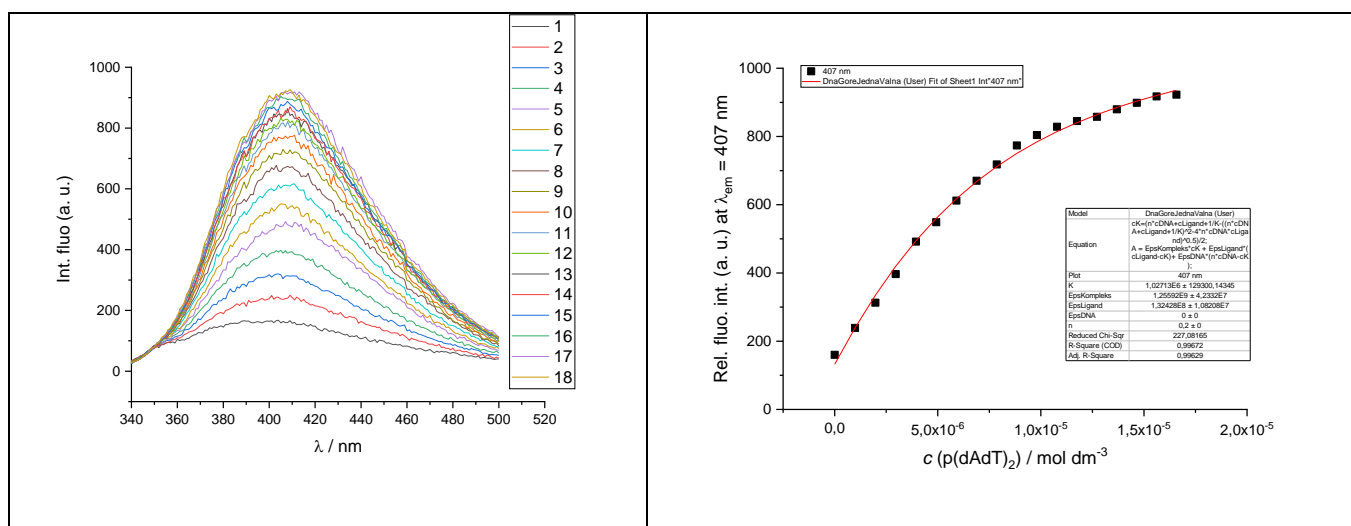 1
2
3
4
5
6
7
8
9
10
11
12
13
14
15
16
17
18
1000
800
600
400
200
0
Int. fluo (a. u.)
340 360 380 400 420 440 460 480 500 520
λ / nm
407 nm
DnaGoreJednaValna (User) Fit of Sheet1 Int"407 nm"
1000
800
600
400
200
0
Rel. fluo. int. (a. u.) at λem = 407 nm
Model DnaGoreJednaValna (User)
Equation
cK=(n*cDNA+cLigand+1/K-((n*cDN
A+cLigand+1/K)^2-4*n*cDNA*cLiga
nd)^0.5)/2;
A = EpsKompleks*cK + EpsLigand*(
cLigand-cK)+ EpsDNA*(n*cDNA-cK
);
Plot 407 nm
K 1,02713E6 ± 129300,14345
EpsKompleks 1,25592E9 ± 4,2332E7
EpsLigand 1,32428E8 ± 1,08208E7
EpsDNA 0 ± 0
n 0,2 ± 0
Reduced Chi-Sqr 227,08165
R-Square (COD) 0,99672
Adj. R-Square 0,99629
0,0 5,0x10-6 1,0x10-5 1,5x10-5 2,0x10-5
c (p(dAdT)2) / mol dm-3